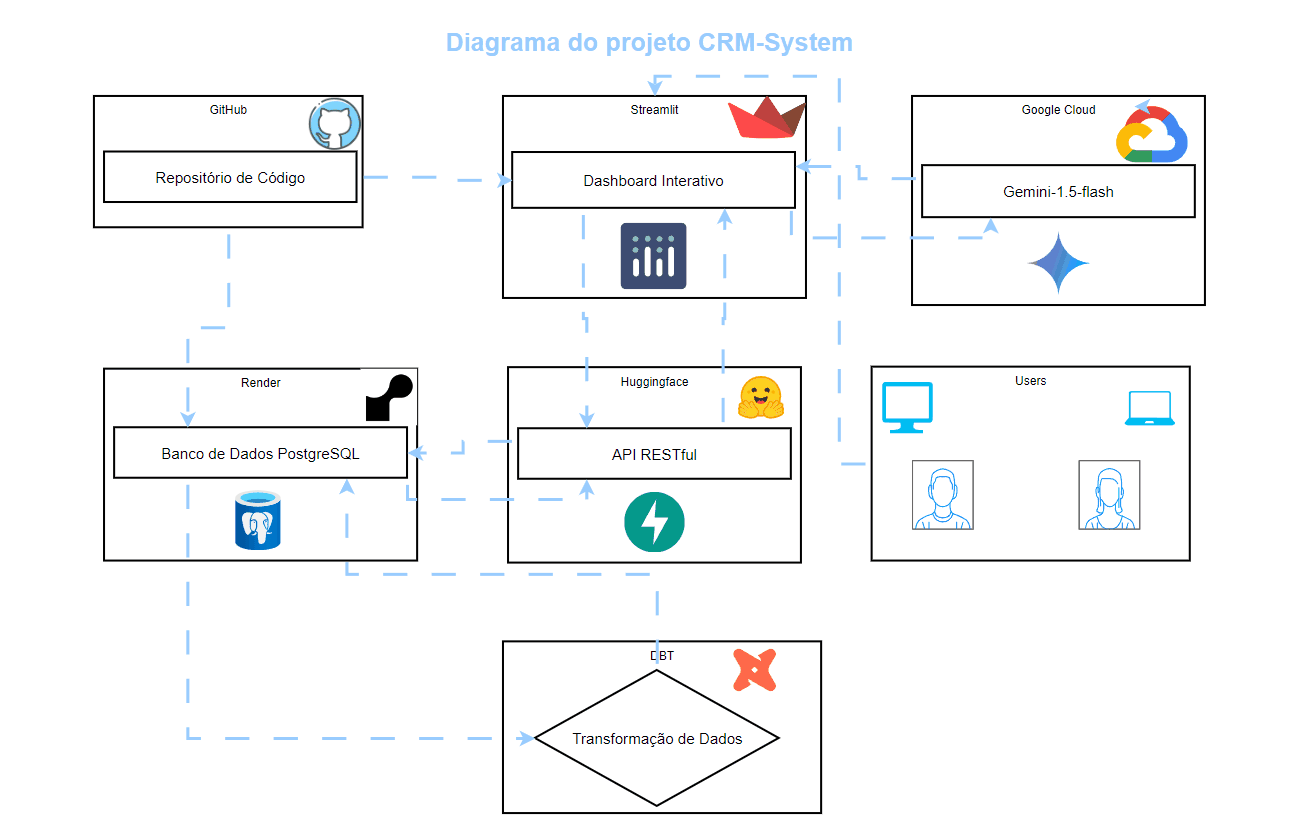 Diagrama do projeto CRM-System
GitHub
Repositório de Código
Streamlit
Dashboard Interativo
Google Cloud
Gemini-1.5-flash
Render
Banco de Dados PostgreSQL
Huggingface
API RESTful
Users
DBT
Transformação de Dados